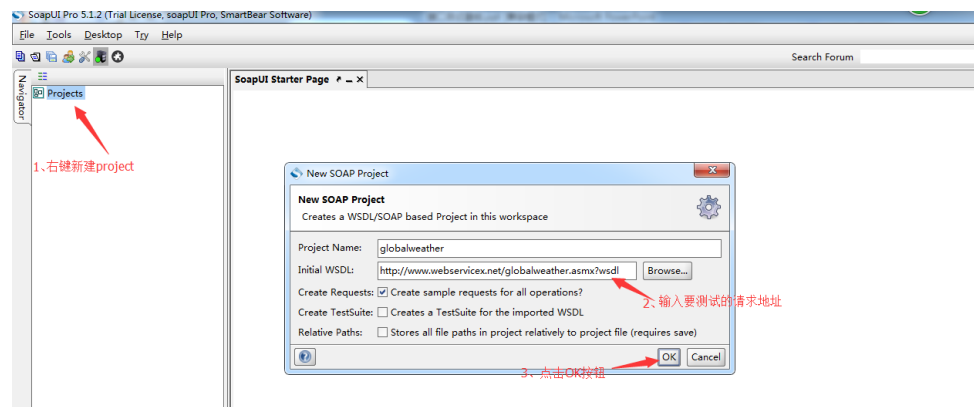 SoapUI Pro 5.1.2 (Trial License, soapUI Pro, SmartBear Software)
File Tools Desktop Try Help
Search Forum
Navigator
Projects
SoapUI Starter Page
1、右键新建project
New SOAP Project
New SOAP Project
Creates a WSDL/SOAP based Project in this workspace
Project Name: globalweather
Initial WSDL: http://www.webservicex.net/globalweather.asmx?wsdl Browse...
Create Requests: Create sample requests for all operations?
2、输入要测试的请求地址
Create TestSuite: Creates a TestSuite for the imported WSDL
Relative Paths: Stores all file paths in project relatively to project file (requires save)
OK Cancel
3、点击OK按钮